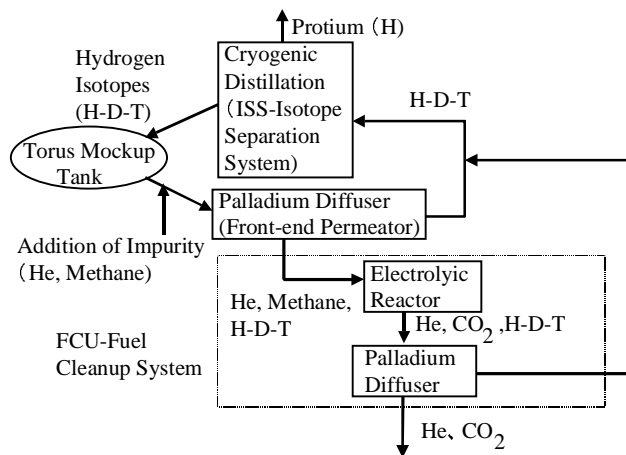 Protium (H)
Hydrogen
Isotopes
(H-D-T)
Cryogenic
Distillation
(ISS-Isotope
Separation
System)
H-D-T
Torus Mockup
Tank
Palladium Diffuser
(Front-end Permeator)
Addition of Impurity
(He, Methane)
Electrolyic
Reactor
He, Methane,
H-D-T
He, CO2 ,H-D-T
FCU-Fuel
Cleanup System
Palladium
Diffuser
He、CO2